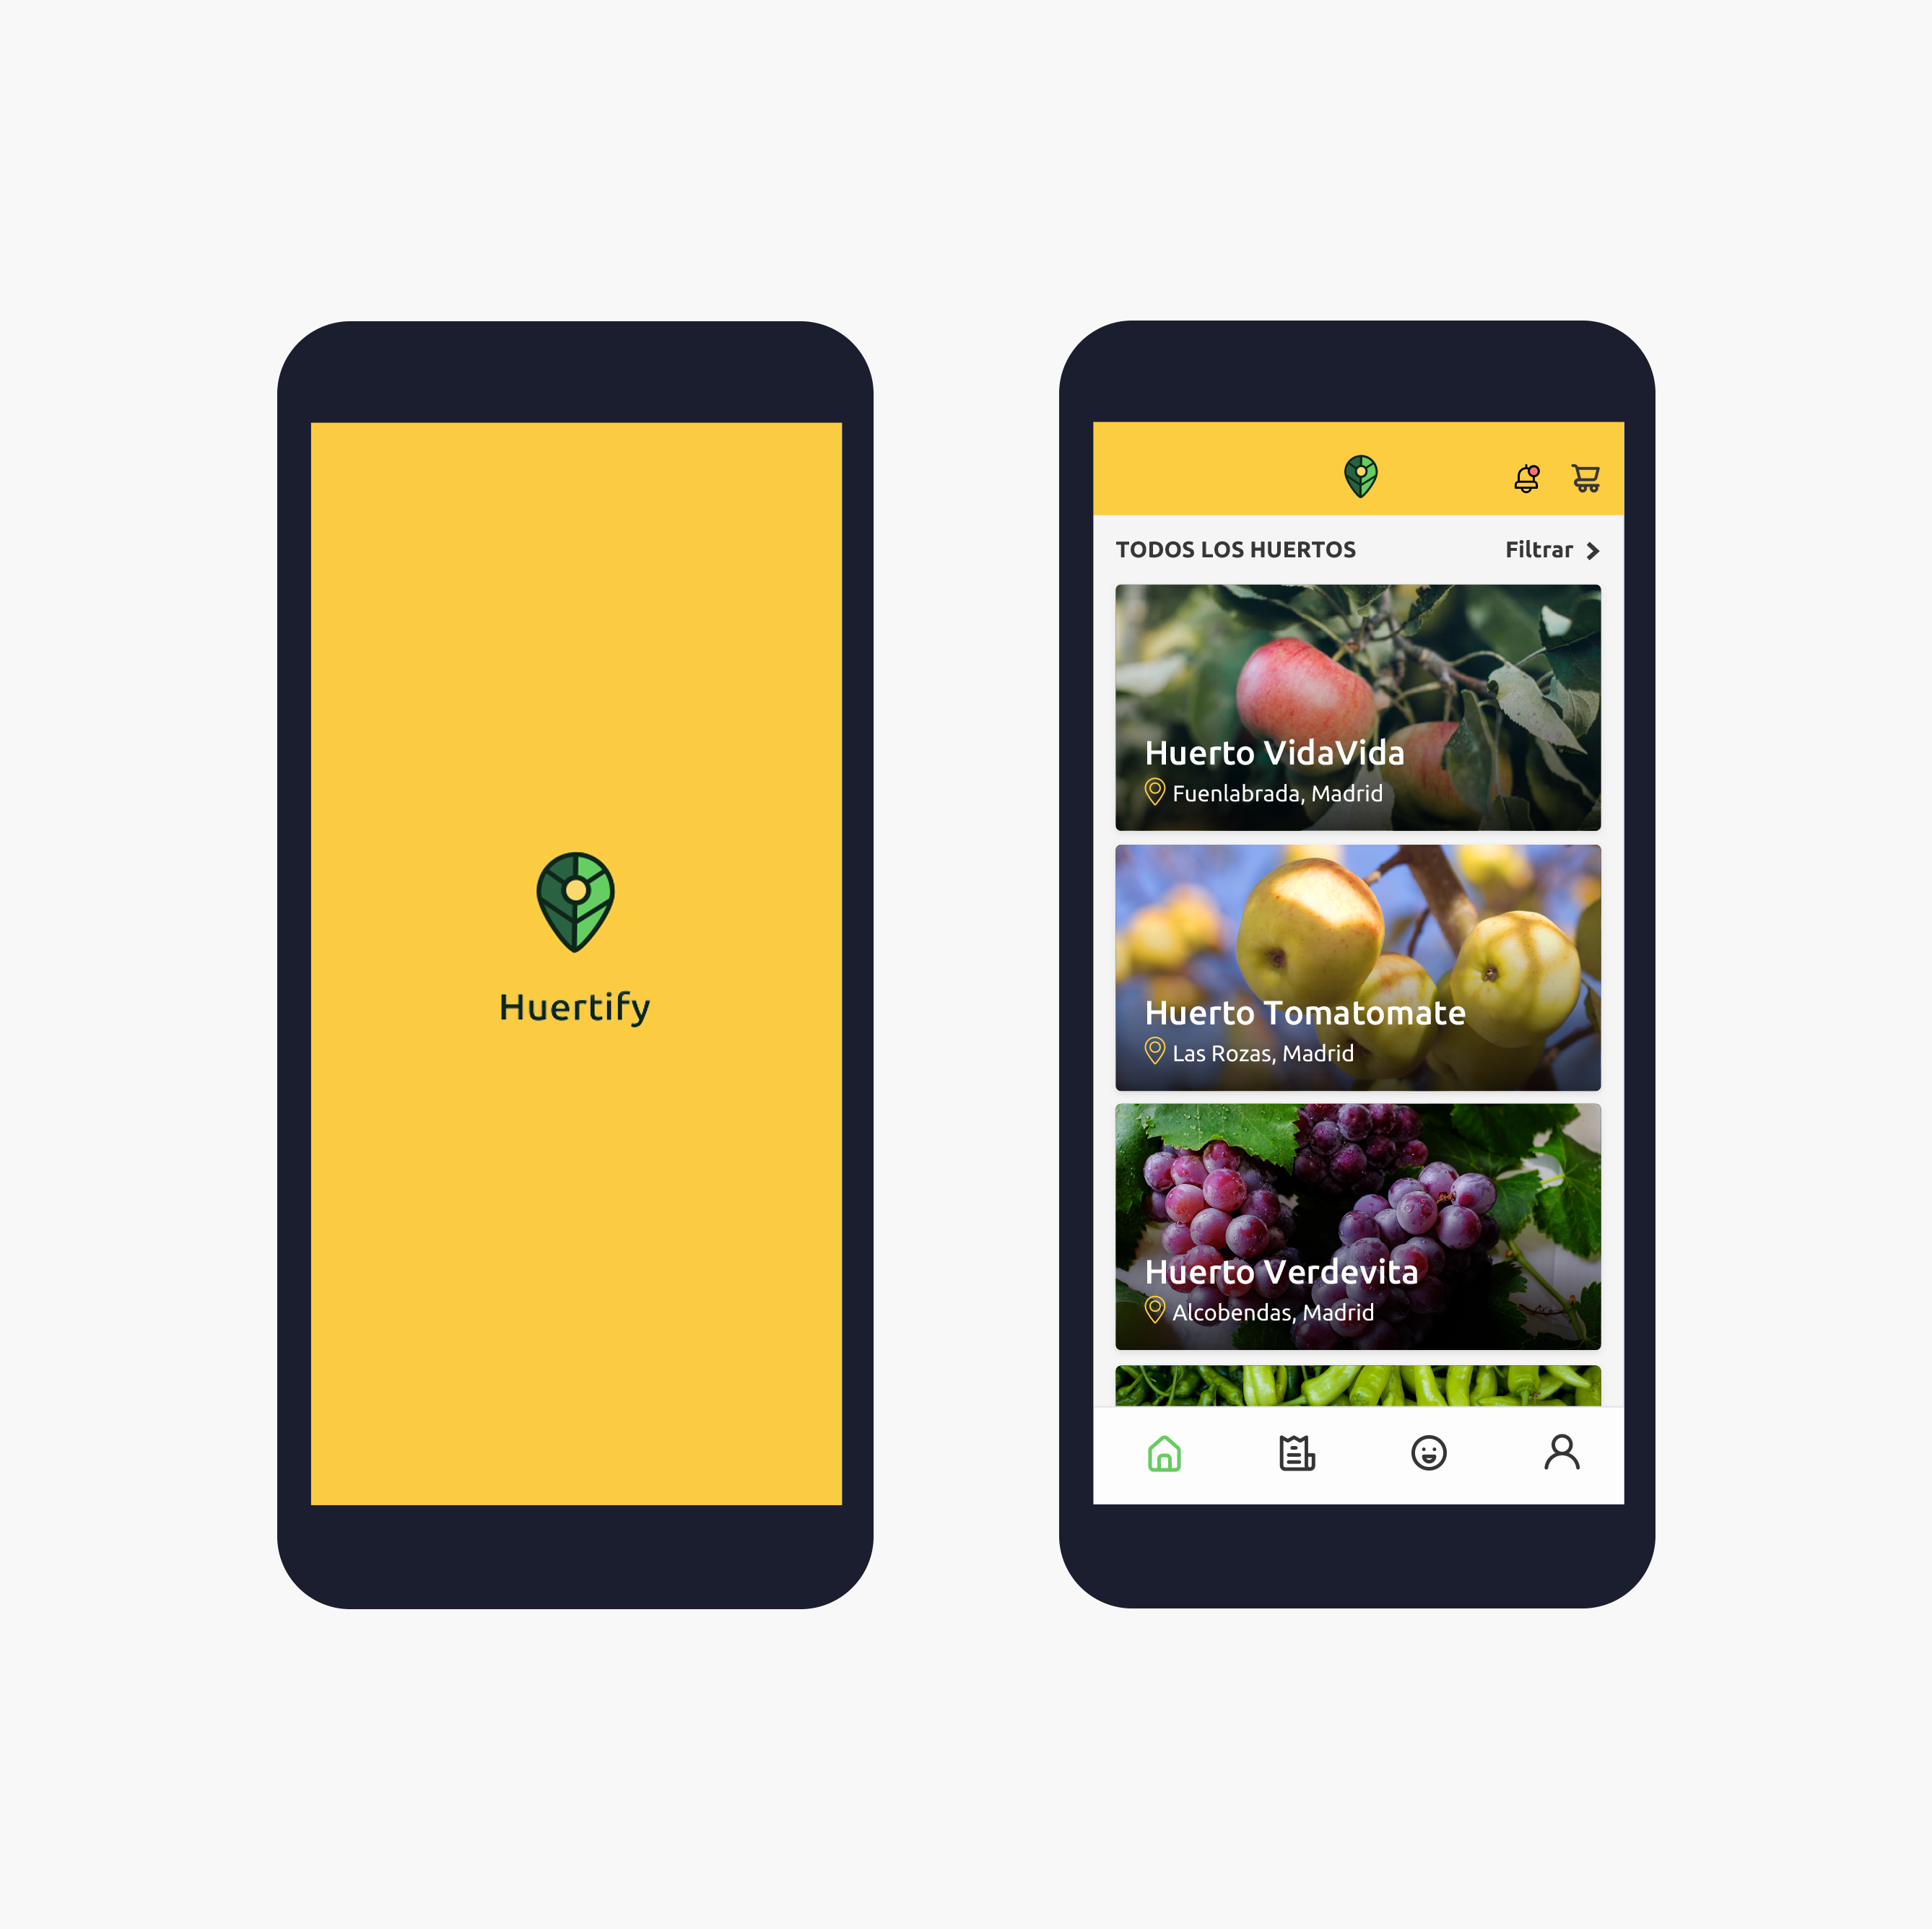 Huertify
TODOS LOS HUERTOS
Filtrar
Huerto VidaVida
Fuenlabrada, Madrid
Huerto Tomatomate
Las Rozas, Madrid
Huerto Verdevita
Alcobendas, Madrid